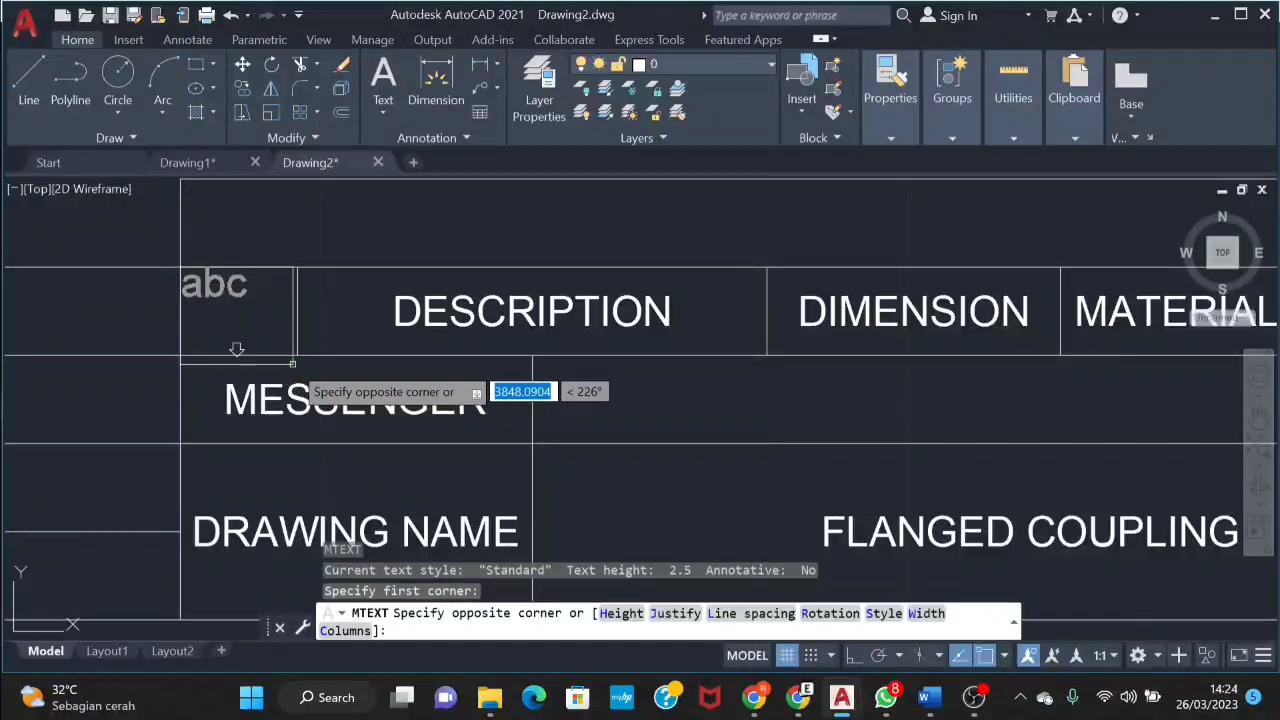 Autodesk AutoCAD 2021 Drawing2.dwg Type a keyword or phrase Sign In
Home Insert Annotate Parametric View Manage Output Add-ins Collaborate Express Tools Featured Apps
0
Line Polyline Circle Arc Text Dimension Layer Properties Insert Properties Groups Utilities Clipboard Base
Draw Modify Annotation Layers Block V...
Start Drawing1* Drawing2*
[−][Top][2D Wireframe]
N
W TOP E
S
abc
DESCRIPTION DIMENSION MATERIAL
MESSENGER
Specify opposite corner or 3848.0904 < 226°
DRAWING NAME FLANGED COUPLING
MTEXT
Current text style: "Standard" Text height: 2.5 Annotative: No
Specify first corner:
Y
X
MTEXT Specify opposite corner or [Height Justify Line spacing Rotation Style Width
Columns]:
Model Layout1 Layout2 MODEL 1:1
32°C
Sebagian cerah
Search
8
14:24
26/03/2023
5